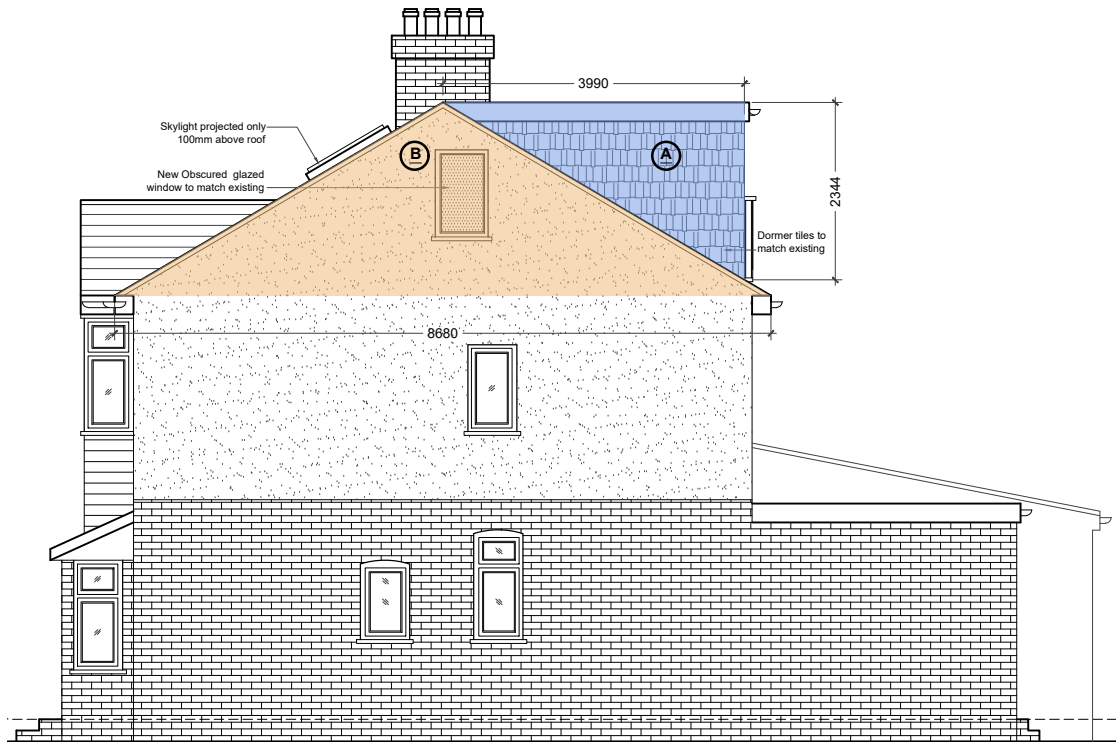 3990
Skylight projected only
100mm above roof
B
A
New Obscured glazed
window to match existing
2344
Dormer tiles to
match existing
8680